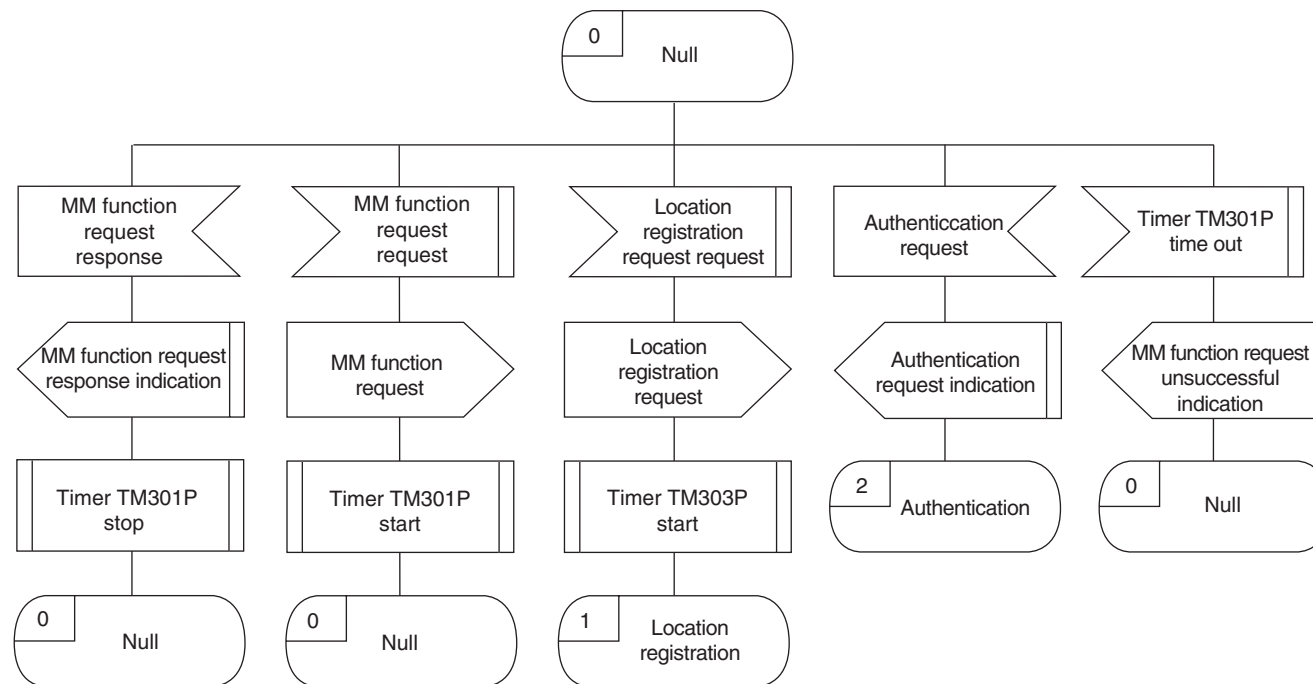 0
Null
MM function
request
response
MM function
request
request
Location
registration
request request
Authenticcation
request
Timer TM301P
time out
MM function request
response indication
MM function
request
Location
registration
request
Authentication
request indication
MM function request
unsuccessful
indication
Timer TM301P
stop
Timer TM301P
start
Timer TM303P
start
2
Authentication
0
Null
0
Null
0
Null
1
Location
registration